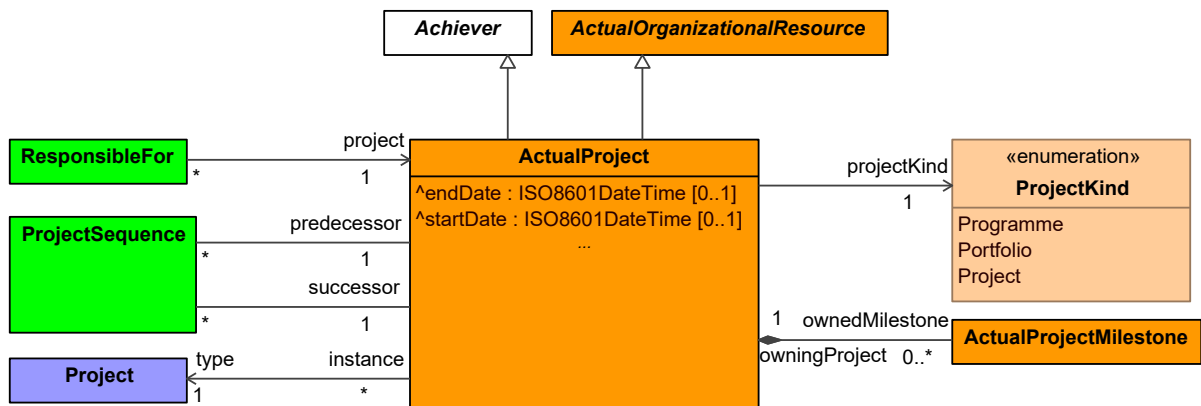 Achiever
ActualOrganizationalResource
ResponsibleFor
project
*
1
ActualProject
^endDate : ISO8601DateTime [0..1]
^startDate : ISO8601DateTime [0..1]
...
projectKind
1
«enumeration»
ProjectKind
Programme
Portfolio
Project
ProjectSequence
predecessor
*
1
successor
*
1
1
ownedMilestone
owningProject
0..*
ActualProjectMilestone
Project
type
1
instance
*